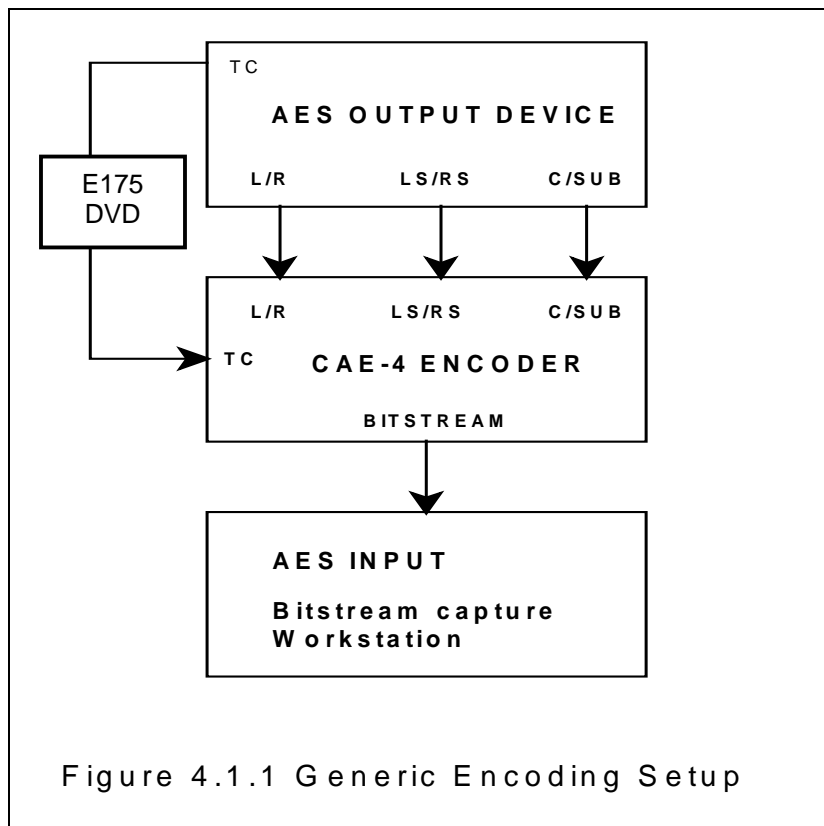 TC
AES OUTPUT DEVICE
L/R LS/RS C/SUB
E175
DVD
L/R LS/RS C/SUB
TC CAE-4 ENCODER
BITSTREAM
AES INPUT
Bitstream capture
Workstation
Figure 4.1.1 Generic Encoding Setup